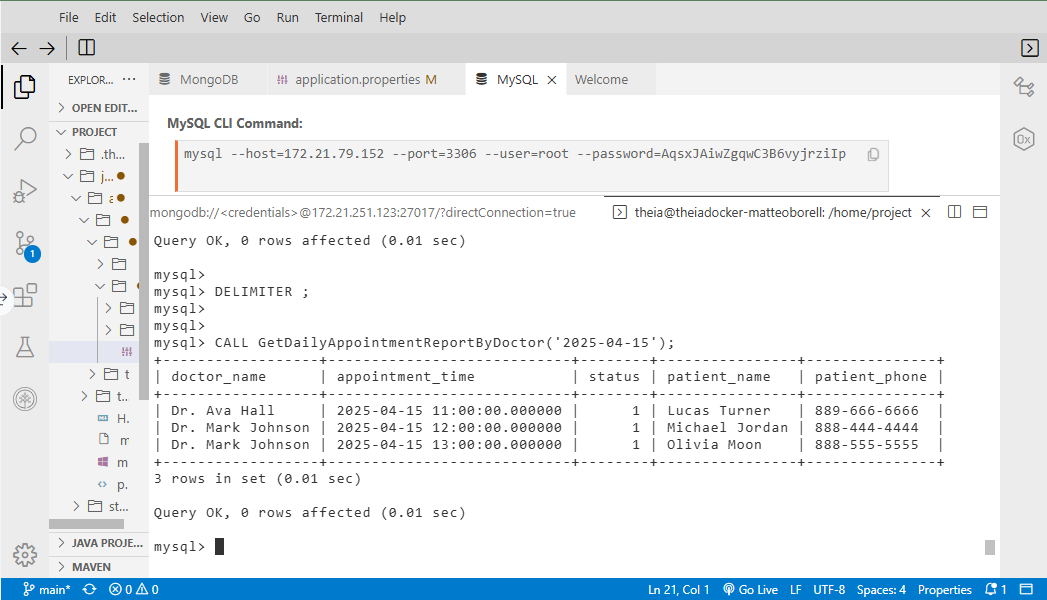 File Edit Selection View Go Run Terminal Help
EXPLOR... ···
MongoDB
application.properties M
MySQL
Welcome
OPEN EDIT...
PROJECT
.th...
j...
a
t
t...
H.
m
m
p.
st...
JAVA PROJE...
MAVEN
1
0x
MySQL CLI Command:
mysql --host=172.21.79.152 --port=3306 --user=root --password=AqsxJAiwZgqwC3B6vyjrziIp
mongodb://<credentials>@172.21.251.123:27017/?directConnection=true
theia@theiadocker-matteoborell: /home/project
Query OK, 0 rows affected (0.01 sec)
mysql>
mysql> DELIMITER ;
mysql>
mysql>
mysql> CALL GetDailyAppointmentReportByDoctor('2025-04-15');
+------------------+----------------------------+--------+----------------+---------------+
| doctor_name | appointment_time | status | patient_name | patient_phone |
+------------------+----------------------------+--------+----------------+---------------+
| Dr. Ava Hall | 2025-04-15 11:00:00.000000 | 1 | Lucas Turner | 889-666-6666 |
| Dr. Mark Johnson | 2025-04-15 12:00:00.000000 | 1 | Michael Jordan | 888-444-4444 |
| Dr. Mark Johnson | 2025-04-15 13:00:00.000000 | 1 | Olivia Moon | 888-555-5555 |
+------------------+----------------------------+--------+----------------+---------------+
3 rows in set (0.01 sec)
Query OK, 0 rows affected (0.01 sec)
mysql>
main* 0 0 Ln 21, Col 1 Go Live LF UTF-8 Spaces: 4 Properties 1